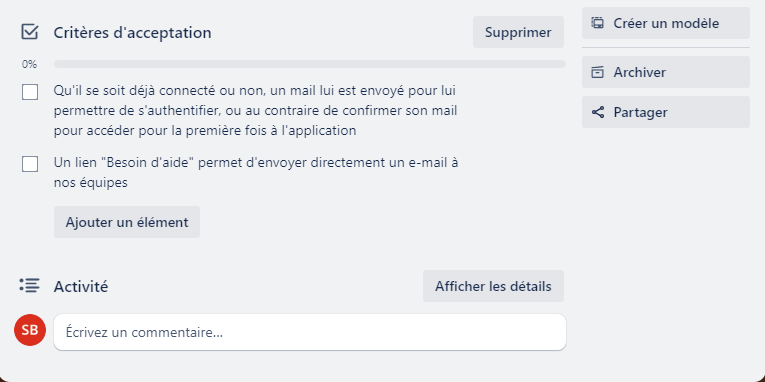 Critères d'acceptation
Supprimer
0%
Qu'il se soit déjà connecté ou non, un mail lui est envoyé pour lui
permettre de s'authentifier, ou au contraire de confirmer son mail
pour accéder pour la première fois à l'application
Un lien "Besoin d'aide" permet d'envoyer directement un e-mail à
nos équipes
Ajouter un élément
Activité
Afficher les détails
SB
Écrivez un commentaire…
Créer un modèle
Archiver
Partager